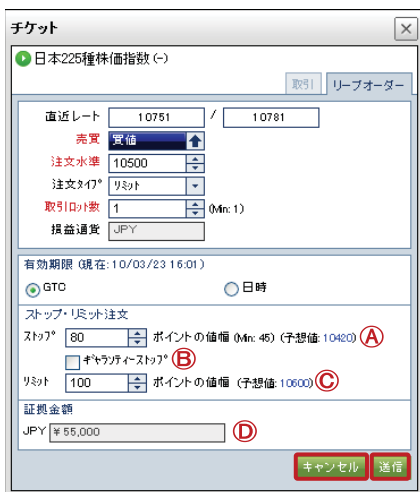 チケット
日本225種株価指数 (-)
取引 リーブオーダー
直近レート 10751 / 10781
売買 買値
注文水準 10500
注文タイプ リミット
取引ロット数 1 (Min: 1)
損益通貨 JPY
有効期限 (現在: 10/03/23 16:01)
GTC 日時
ストップ・リミット注文
ストップ 80 ポイントの値幅 (Min: 45) (予想値: 10420) Ⓐ
ギャランティーストップ Ⓑ
リミット 100 ポイントの値幅 (予想値: 10600) Ⓒ
証拠金額
JPY ¥55,000 Ⓓ
キャンセル 送信